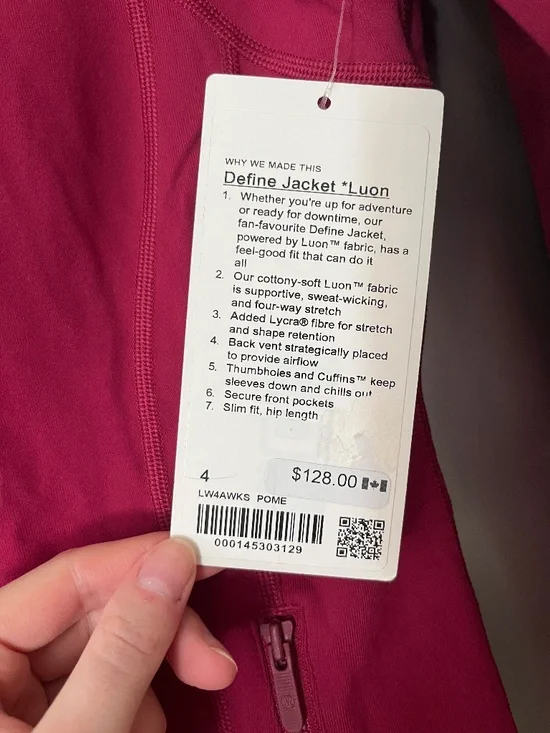 WHY WE MADE THIS
Define Jacket *Luon
1. Whether you're up for adventure
or ready for downtime, our
fan-favourite Define Jacket,
powered by Luon™ fabric, has a
feel-good fit that can do it
all
2. Our cottony-soft Luon™ fabric
is supportive, sweat-wicking,
and four-way stretch
3. Added Lycra® fibre for stretch
and shape retention
4. Back vent strategically placed
to provide airflow
5. Thumbholes and Cuffins™ keep
sleeves down and chills out
6. Secure front pockets
7. Slim fit, hip length
4 $128.00
LW4AWKS POME
000145303129